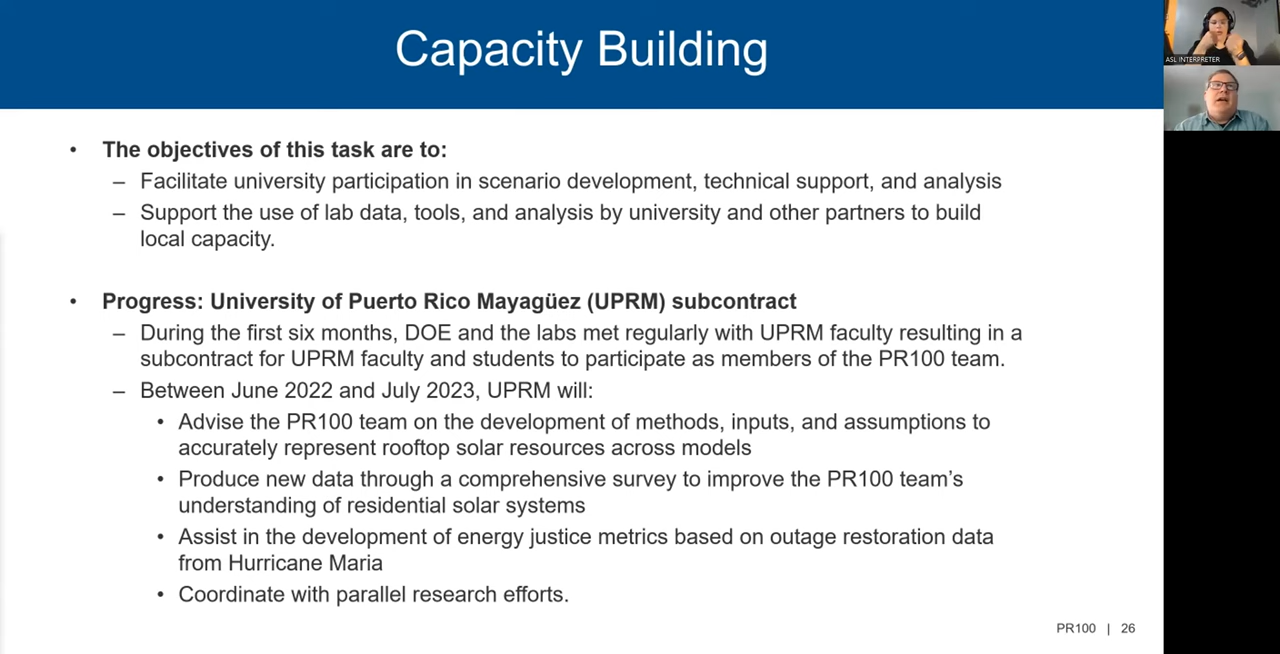 Capacity Building
ASL INTERPRETER
• The objectives of this task are to:
– Facilitate university participation in scenario development, technical support, and analysis
– Support the use of lab data, tools, and analysis by university and other partners to build
local capacity.
• Progress: University of Puerto Rico Mayagüez (UPRM) subcontract
– During the first six months, DOE and the labs met regularly with UPRM faculty resulting in a
subcontract for UPRM faculty and students to participate as members of the PR100 team.
– Between June 2022 and July 2023, UPRM will:
• Advise the PR100 team on the development of methods, inputs, and assumptions to
accurately represent rooftop solar resources across models
• Produce new data through a comprehensive survey to improve the PR100 team’s
understanding of residential solar systems
• Assist in the development of energy justice metrics based on outage restoration data
from Hurricane Maria
• Coordinate with parallel research efforts.
PR100 | 26